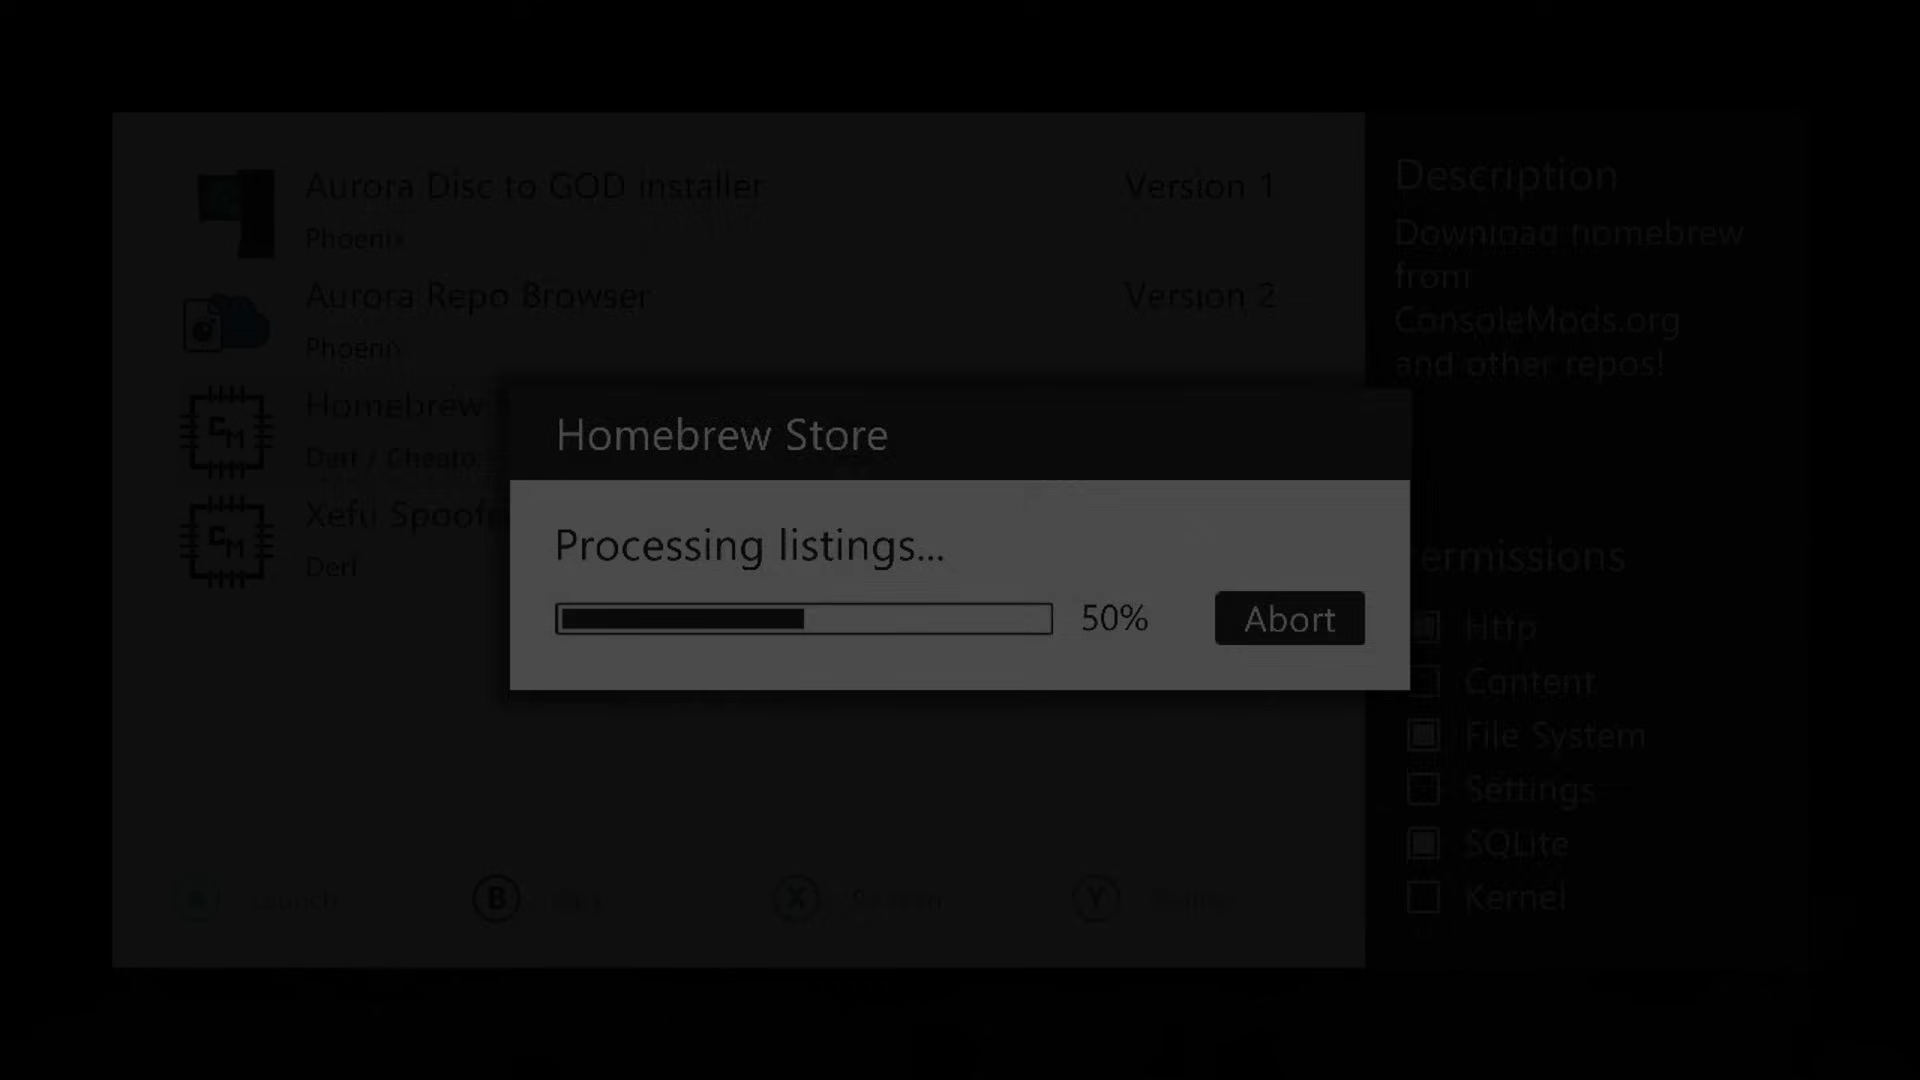 Aurora Disc to GOD installer
Version 1
Phoenix
Aurora Repo Browser
Version 2
Phoenix
Homebrew
Dart /
Xefu Spoof
Derf
Description
Download homebrew
from
ConsoleMods.org
and other repos!
Homebrew Store
Processing listings...
50%
Abort
ermissions
Http
Content
File System
Settings
SQLite
Kernel
A Launch
B
X
Y